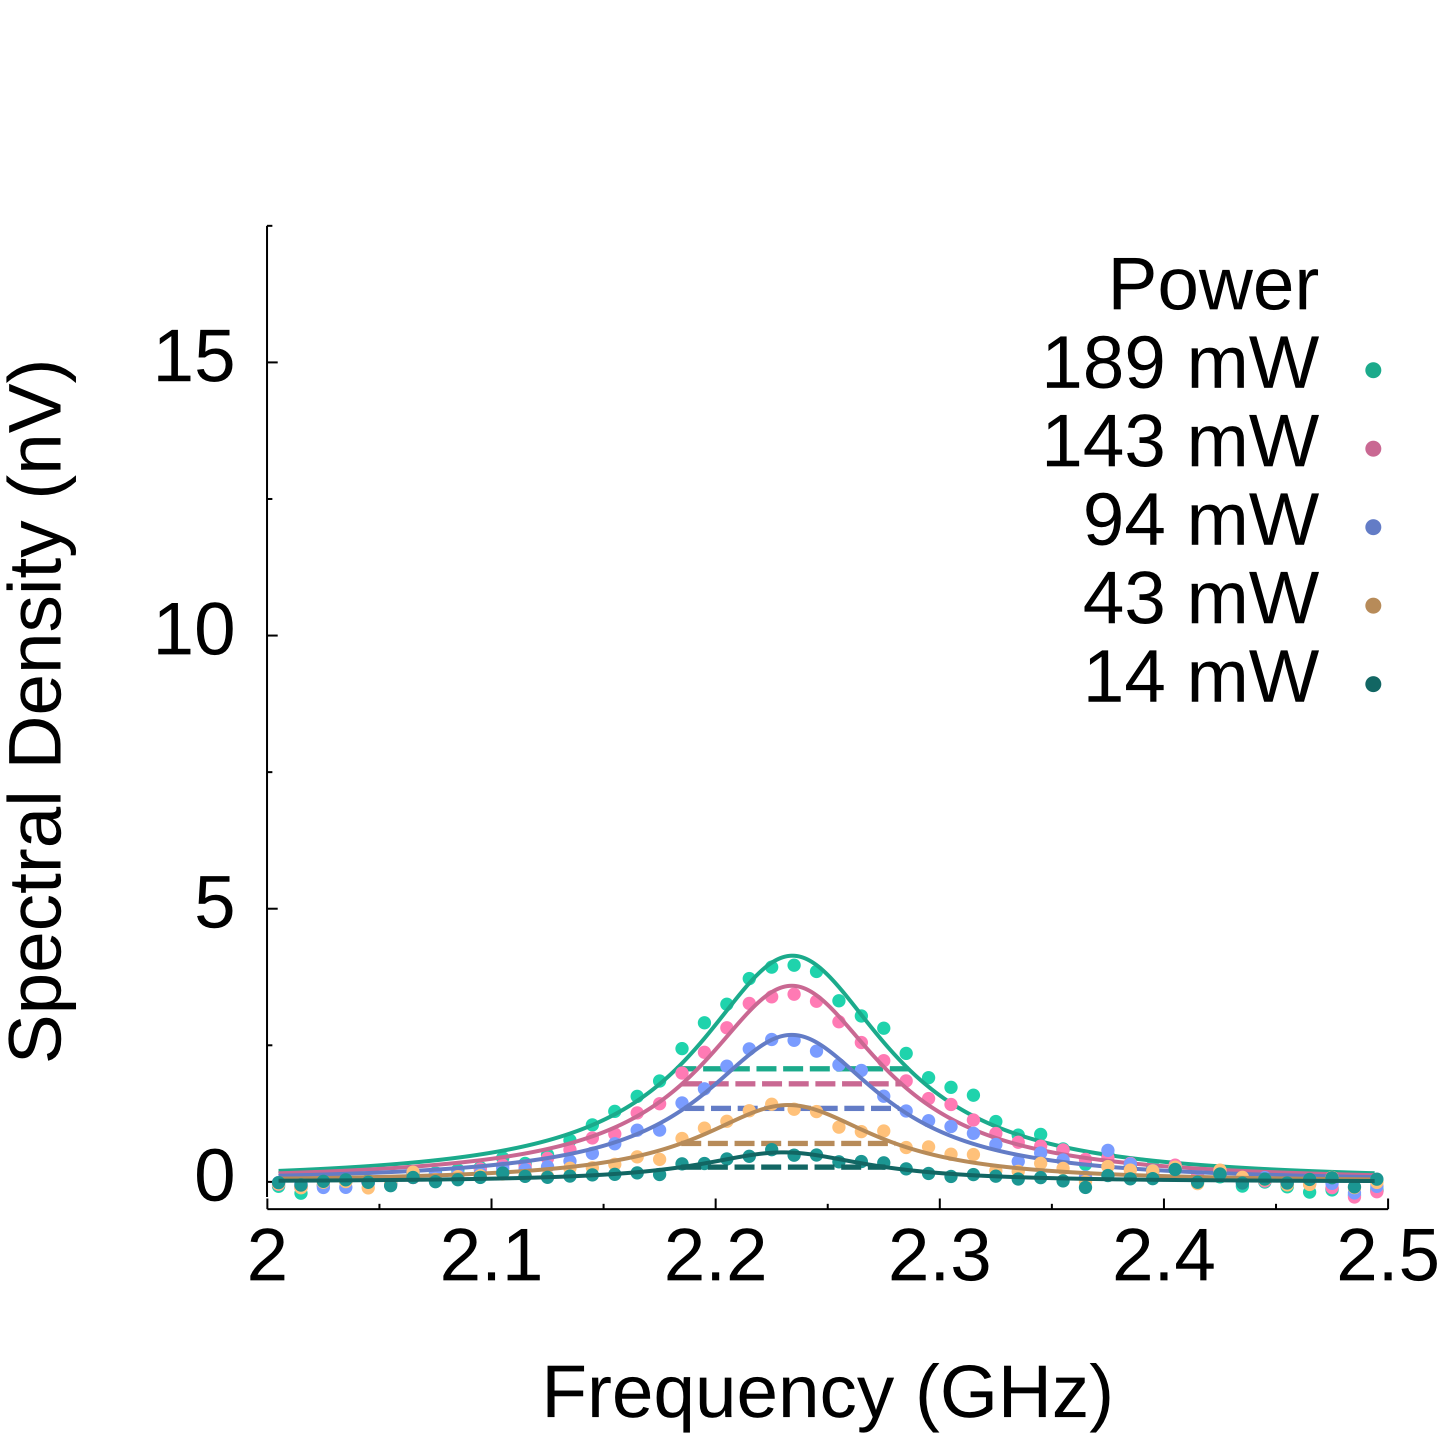 Power
189 mW
143 mW
94 mW
43 mW
14 mW
15
10
5
0
Spectral Density (nV)
2 2.1 2.2 2.3 2.4 2.5
Frequency (GHz)